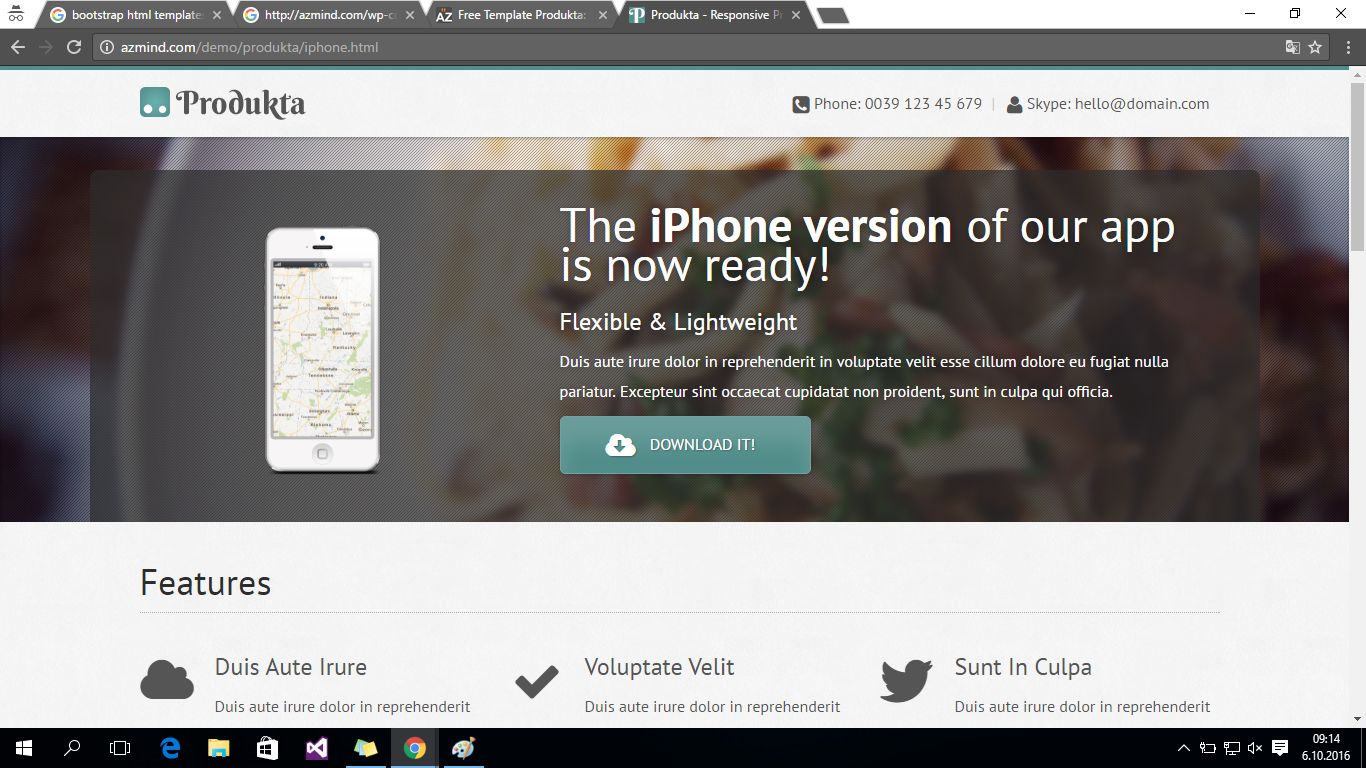 bootstrap html template
http://azmind.com/wp-co
Free Template Produkta:
Produkta - Responsive P
azmind.com/demo/produkta/iphone.html
Produkta
Phone: 0039 123 45 679 | Skype: hello@domain.com
The iPhone version of our app
is now ready!
Flexible & Lightweight
Duis aute irure dolor in reprehenderit in voluptate velit esse cillum dolore eu fugiat nulla
pariatur. Excepteur sint occaecat cupidatat non proident, sunt in culpa qui officia.
DOWNLOAD IT!
Features
Duis Aute Irure
Duis aute irure dolor in reprehenderit
Voluptate Velit
Duis aute irure dolor in reprehenderit
Sunt In Culpa
Duis aute irure dolor in reprehenderit
09:14
6.10.2016